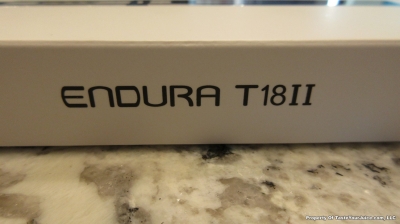 ENDURA T18II
Property Of TasteYourJuice.com, LLC